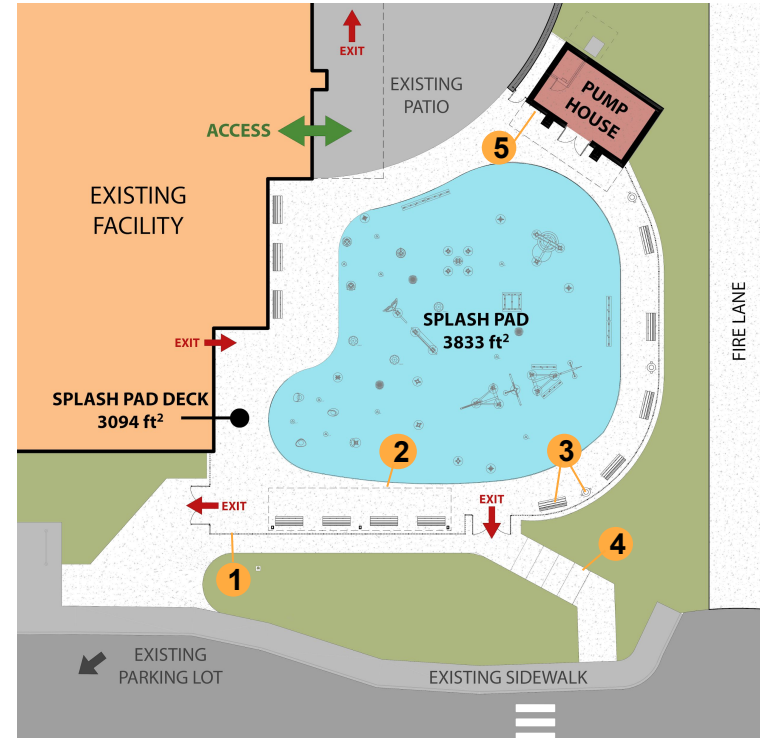 EXIT
EXISTING
PATIO
PUMP
HOUSE
ACCESS
5
EXISTING
FACILITY
SPLASH PAD
3833 ft²
FIRE LANE
EXIT
SPLASH PAD DECK
3094 ft²
2
3
EXIT
EXIT
4
1
EXISTING
PARKING LOT
EXISTING SIDEWALK